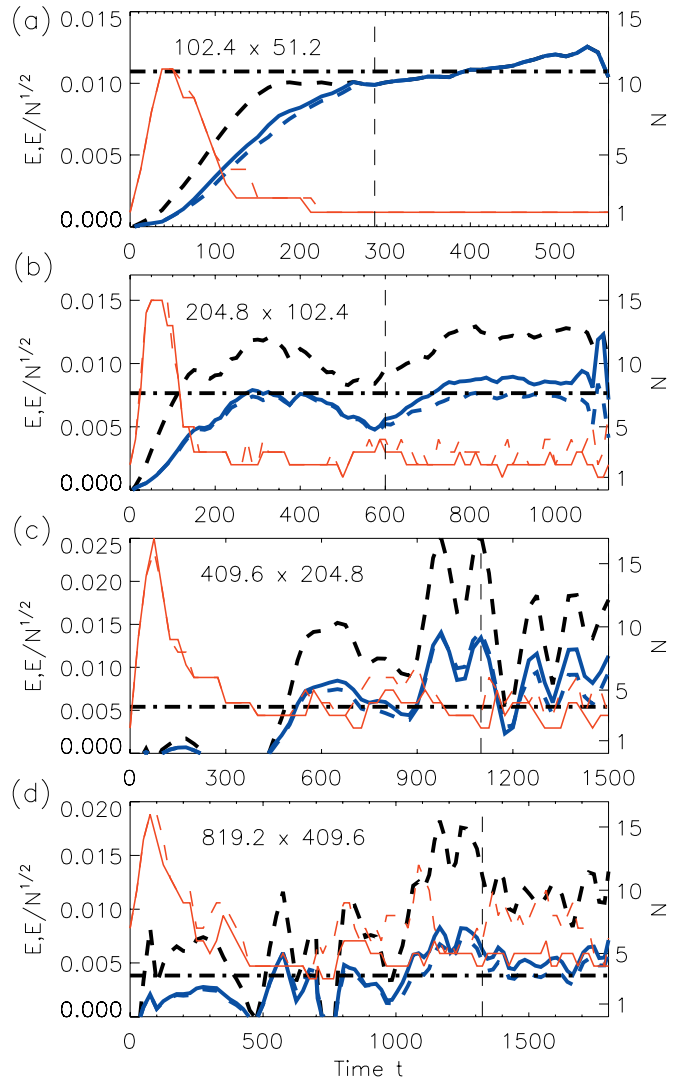 (a)
102.4 x 51.2
E,E/N^{1/2}
0.015
0.010
0.005
0.000
15
10
5
1
N
0 100 200 300 400 500
(b)
204.8 x 102.4
E,E/N^{1/2}
0.015
0.010
0.005
0.000
15
10
5
1
N
0 200 400 600 800 1000
(c)
409.6 x 204.8
E,E/N^{1/2}
0.025
0.020
0.015
0.010
0.005
0.000
15
10
5
1
N
0 300 600 900 1200 1500
(d)
819.2 x 409.6
E,E/N^{1/2}
0.020
0.015
0.010
0.005
0.000
15
10
5
1
N
0 500 1000 1500
Time t